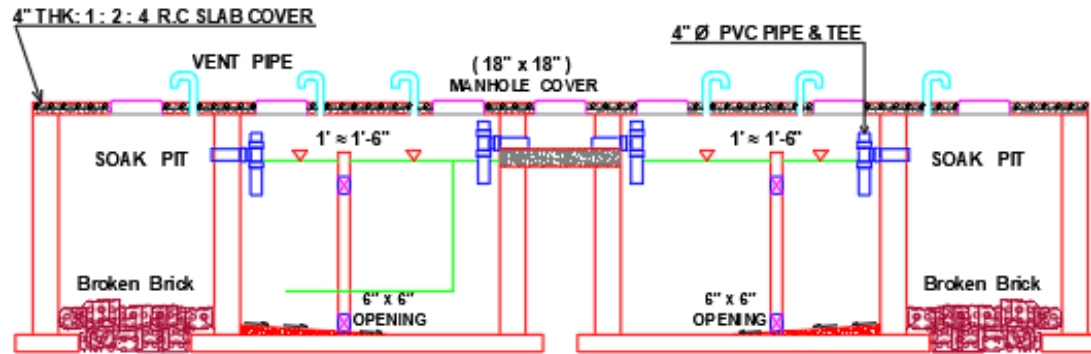 4" THK: 1 : 2 : 4 R.C SLAB COVER
4" Ø PVC PIPE & TEE
VENT PIPE
( 18" x 18" )
MANHOLE COVER
1' ≈ 1'-6"
1' ≈ 1'-6"
SOAK PIT
SOAK PIT
Broken Brick
Broken Brick
6" x 6"
OPENING
6" x 6"
OPENING